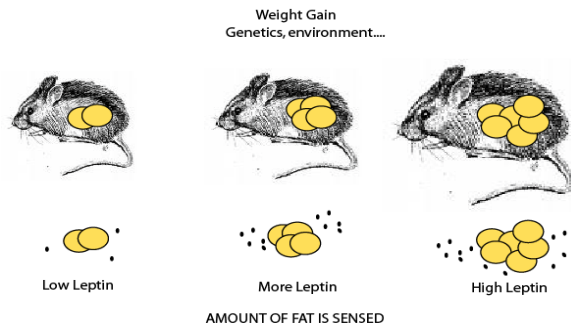 Weight Gain
Genetics, environment....
Low Leptin
More Leptin
High Leptin
AMOUNT OF FAT IS SENSED